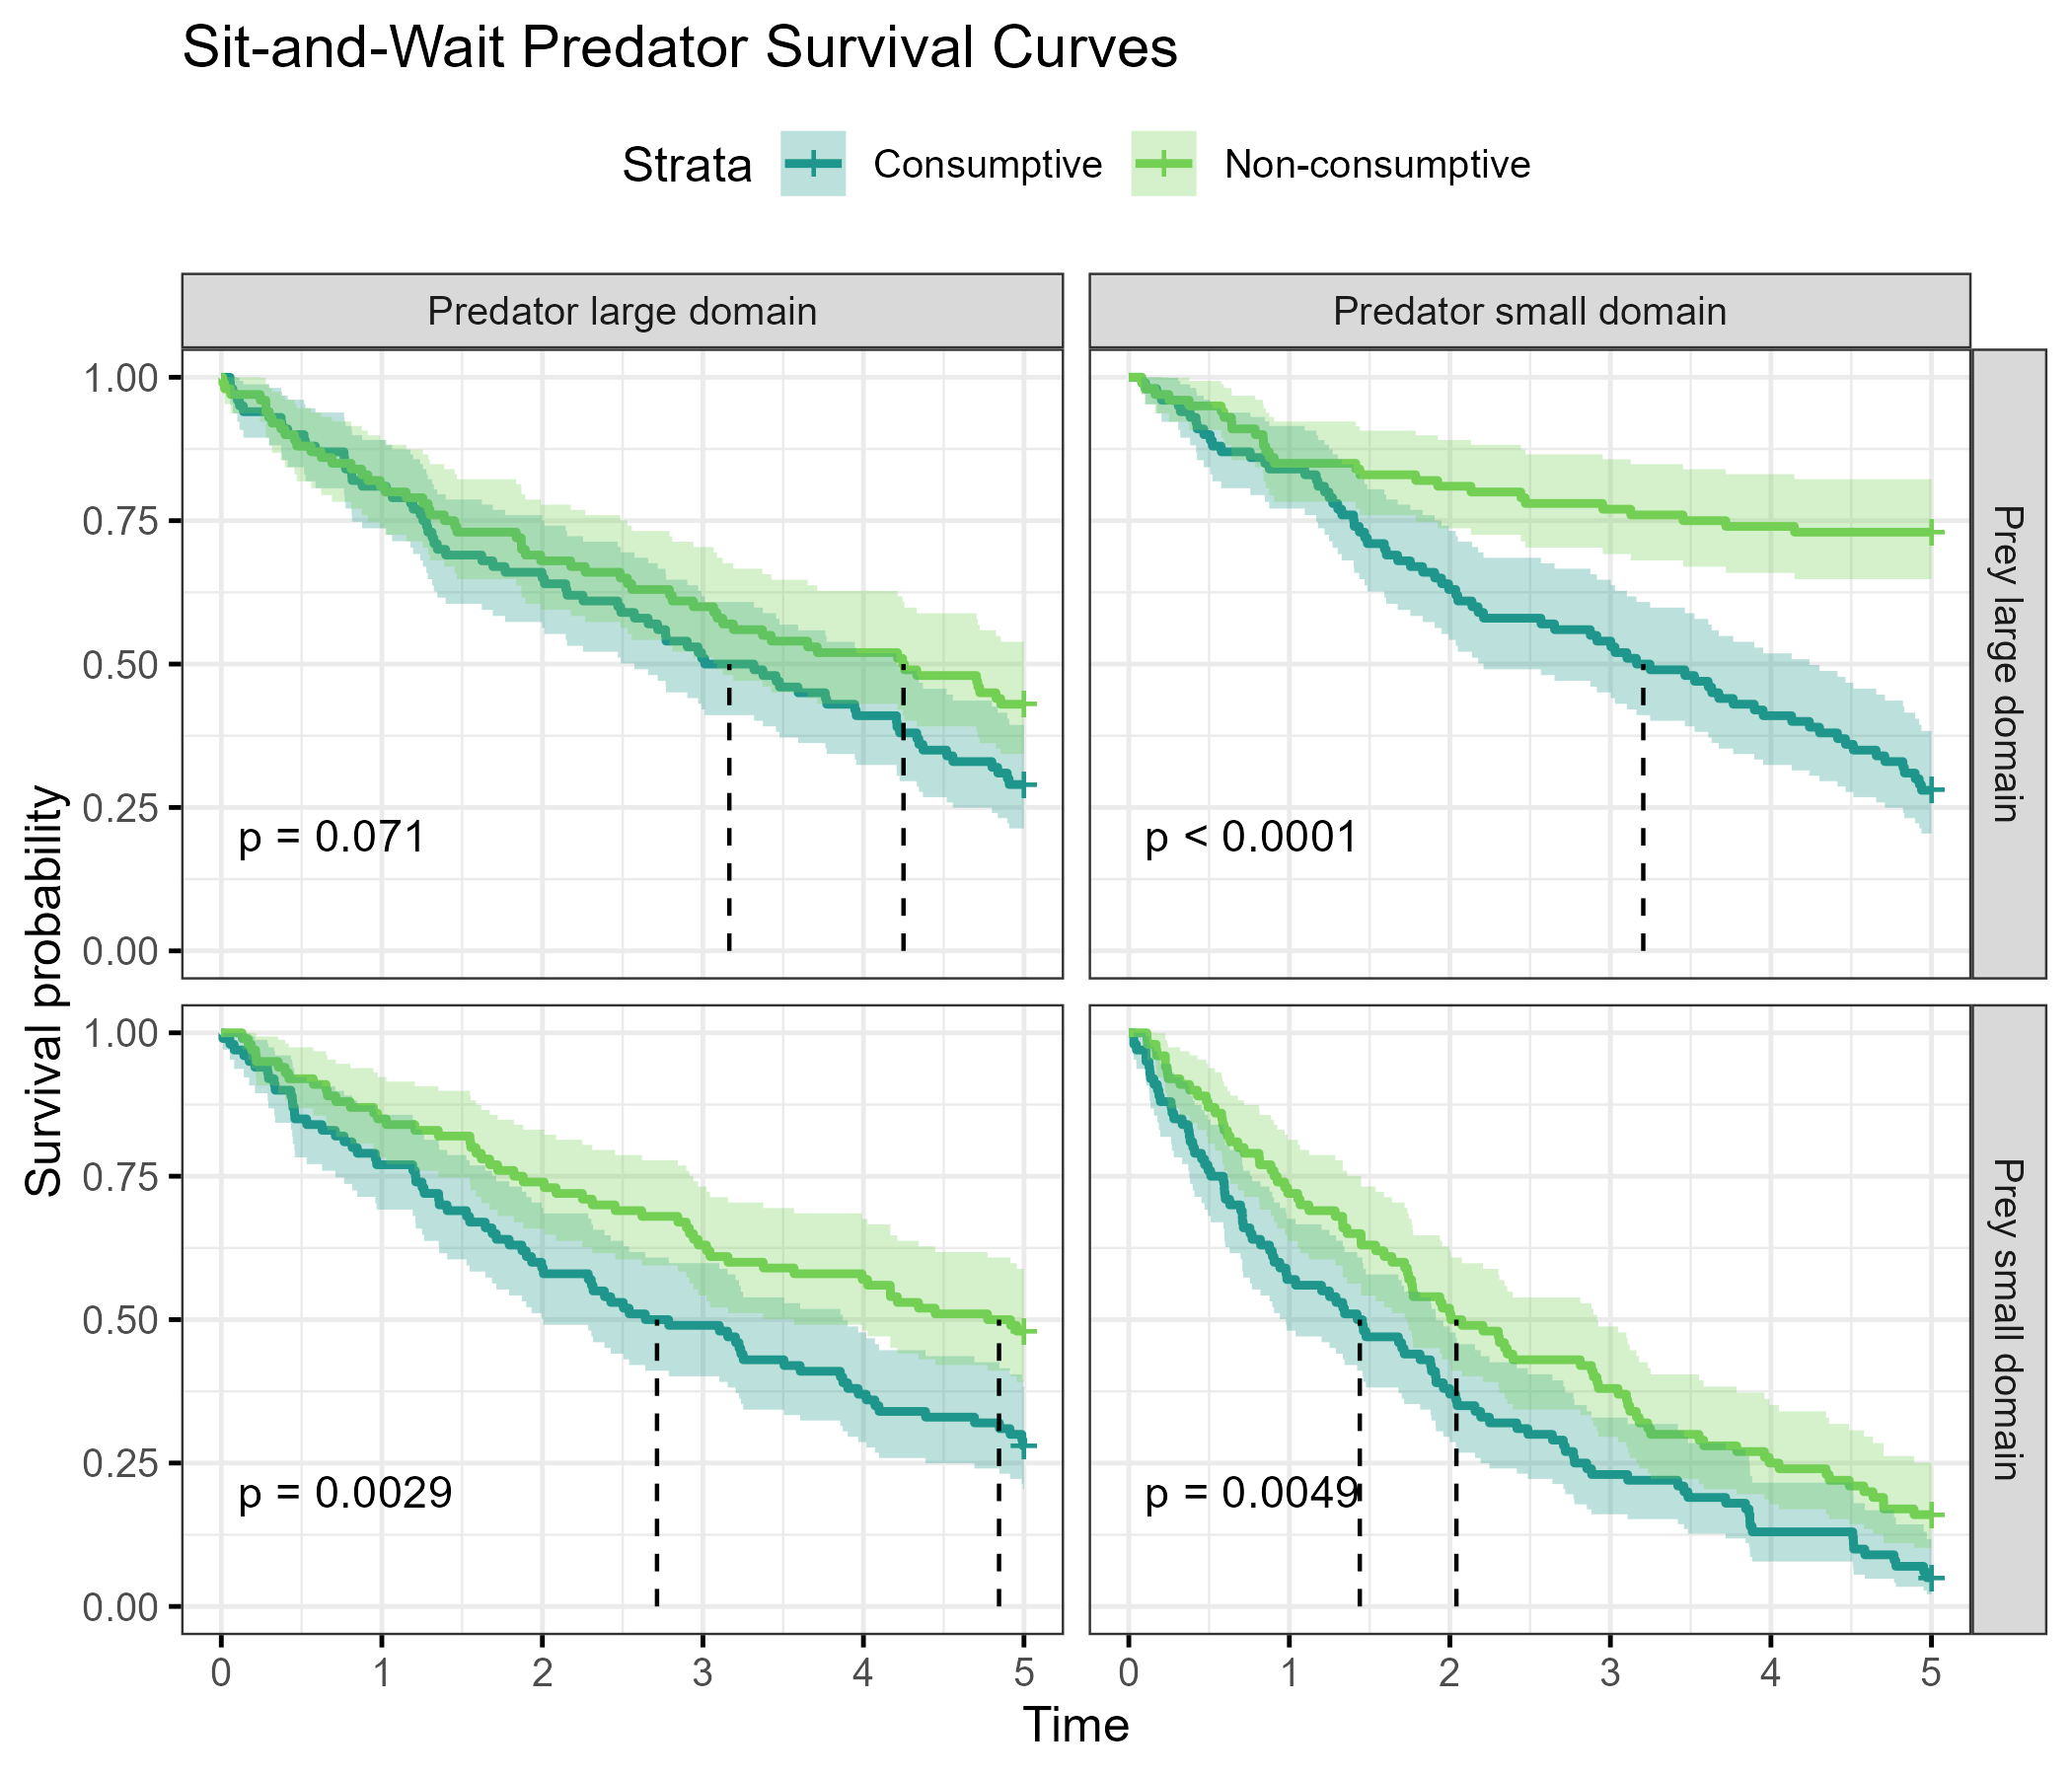 Sit-and-Wait Predator Survival Curves
Strata Consumptive Non-consumptive
Predator large domain Predator small domain
Survival probability
1.00
0.75
0.50
0.25
0.00
p = 0.071
p < 0.0001
Prey large domain
1.00
0.75
0.50
0.25
0.00
p = 0.0029
p = 0.0049
Prey small domain
0 1 2 3 4 5 0 1 2 3 4 5
Time